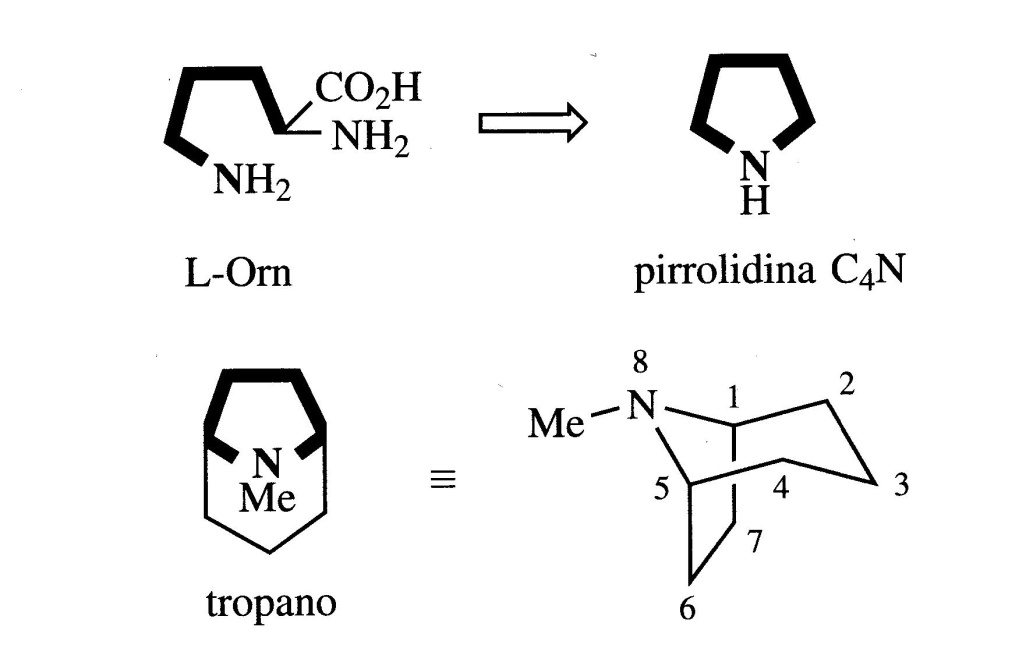 CO₂H
NH₂
NH₂
N
H
L-Orn
pirrolidina C₄N
8
1
2
Me N
N
Me
5
4
3
7
tropano
6